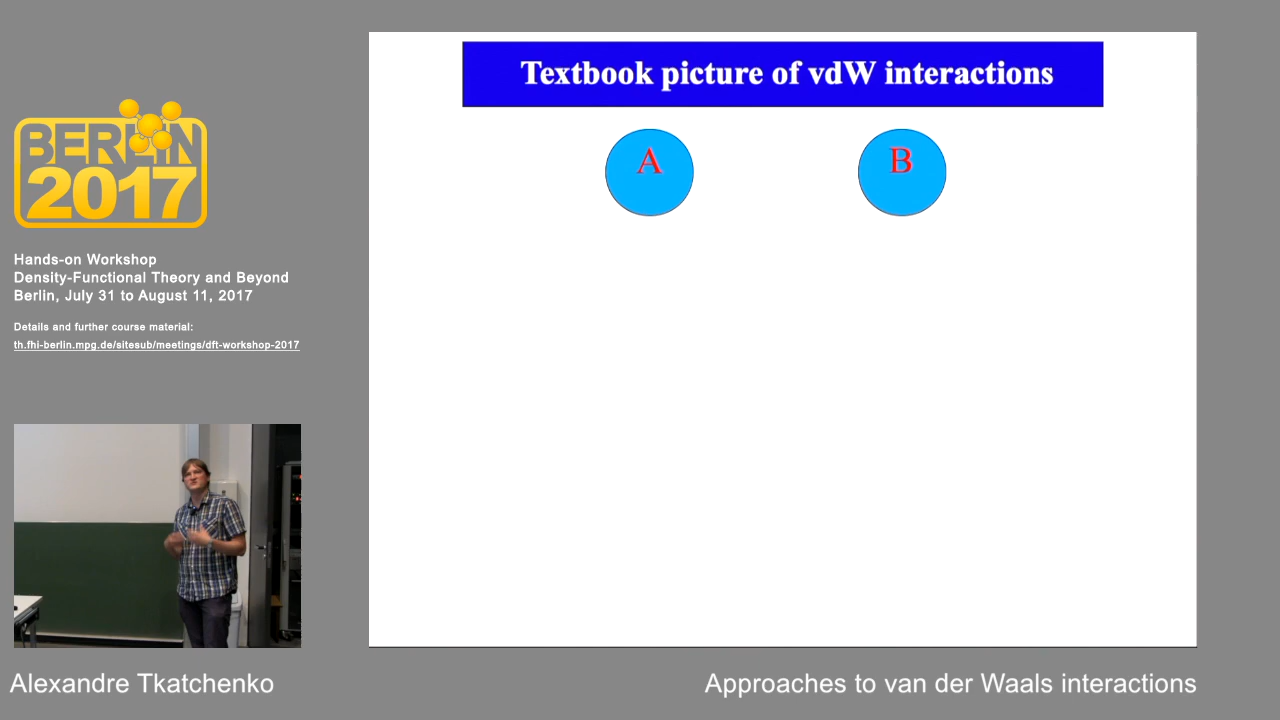 Textbook picture of vdW interactions
A B
BERLIN
2017
Hands-on Workshop
Density-Functional Theory and Beyond
Berlin, July 31 to August 11, 2017
Details and further course material:
th.fhi-berlin.mpg.de/sitesub/meetings/dft-workshop-2017
Alexandre Tkatchenko
Approaches to van der Waals interactions